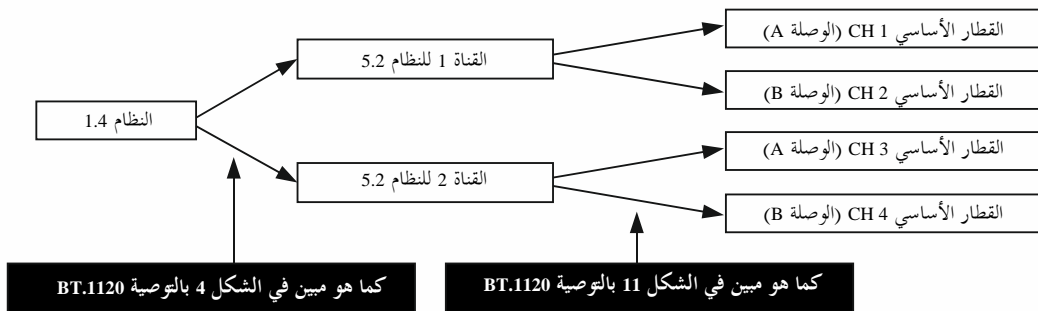 القطار الأساسي CH 1 (الوصلة A)
القناة 1 للنظام 5.2
القطار الأساسي CH 2 (الوصلة B)
النظام 1.4
القطار الأساسي CH 3 (الوصلة A)
القناة 2 للنظام 5.2
القطار الأساسي CH 4 (الوصلة B)
كما هو مبين في الشكل 11 بالتوصية BT.1120
كما هو مبين في الشكل 4 بالتوصية BT.1120